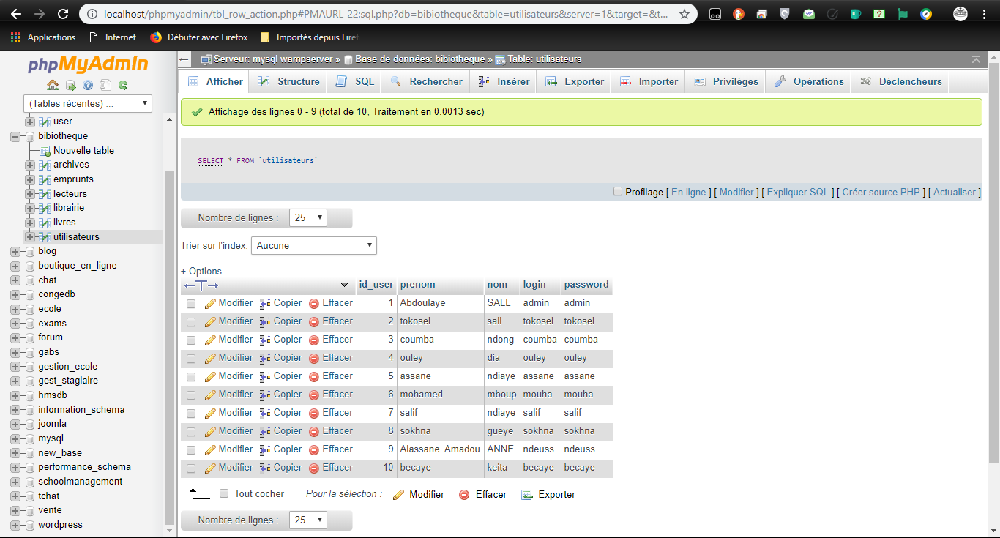 localhost/phpmyadmin/tbl_row_action.php#PMAURL-22:sql.php?db=bibiotheque&table=utilisateurs&server=1&target=&t...
Applications Internet Débuter avec Firefox Importés depuis Firef
phpMyAdmin
(Tables récentes) ...
user
bibiotheque
Nouvelle table
archives
emprunts
lecteurs
librairie
livres
utilisateurs
blog
boutique_en_ligne
chat
congedb
ecole
exams
forum
gabs
gestion_ecole
gest_stagiaire
hmsdb
information_schema
joomla
mysql
new_base
performance_schema
schoolmanagement
tchat
vente
wordpress
Serveur: mysql wampserver » Base de données: bibiotheque » Table: utilisateurs
Afficher Structure SQL Rechercher Insérer Exporter Importer Privilèges Opérations Déclencheurs
Affichage des lignes 0 - 9 (total de 10, Traitement en 0.0013 sec)
SELECT * FROM `utilisateurs`
Profilage [ En ligne ] [ Modifier ] [ Expliquer SQL ] [ Créer source PHP ] [ Actualiser ]
Nombre de lignes : 25
Trier sur l'index: Aucune
+ Options
id_user prenom nom login password
Modifier Copier Effacer 1 Abdoulaye SALL admin admin
Modifier Copier Effacer 2 tokosel sall tokosel tokosel
Modifier Copier Effacer 3 coumba ndong coumba coumba
Modifier Copier Effacer 4 ouley dia ouley ouley
Modifier Copier Effacer 5 assane ndiaye assane assane
Modifier Copier Effacer 6 mohamed mboup mouha mouha
Modifier Copier Effacer 7 salif ndiaye salif salif
Modifier Copier Effacer 8 sokhna gueye sokhna sokhna
Modifier Copier Effacer 9 Alassane Amadou ANNE ndeuss ndeuss
Modifier Copier Effacer 10 becaye keita becaye becaye
Tout cocher Pour la sélection : Modifier Effacer Exporter
Nombre de lignes : 25